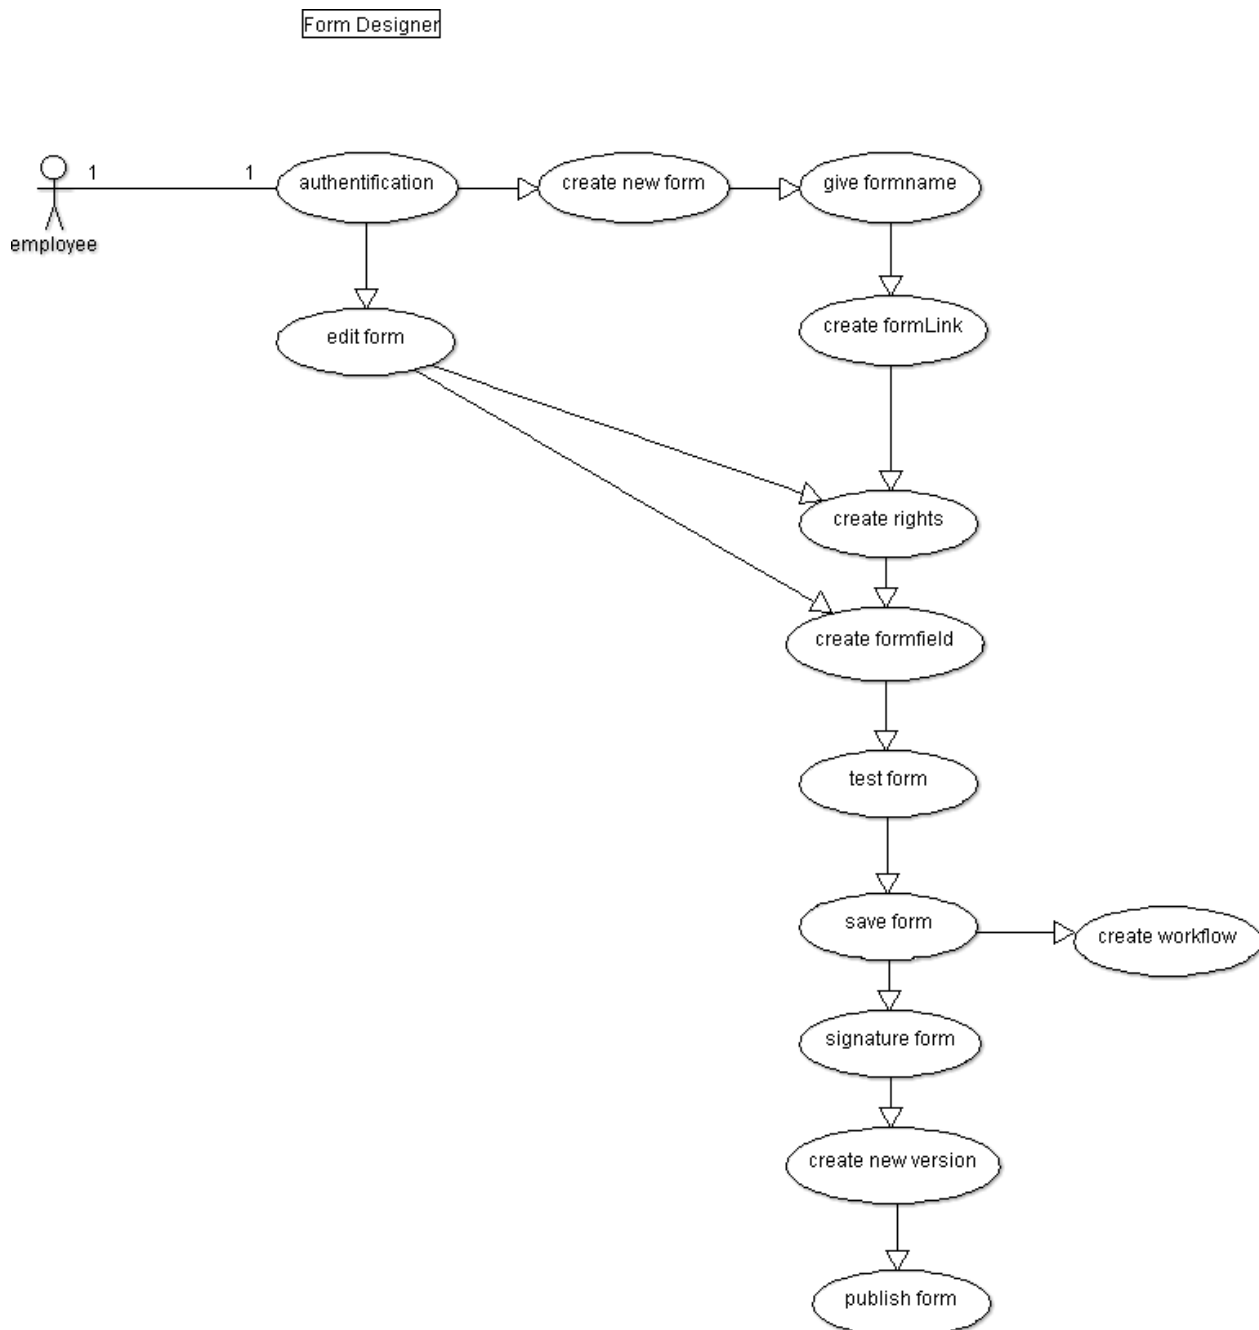 Form Designer
1
1
authentification
create new form
give formname
employee
edit form
create formLink
create rights
create formfield
test form
save form
create workflow
signature form
create new version
publish form